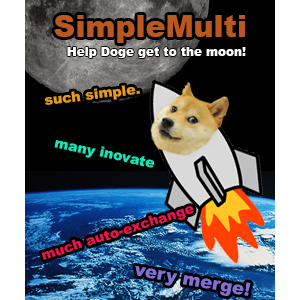 SimpleMulti
Help Doge get to the moon!
such simple.
many inovate
much auto-exchange
very merge!